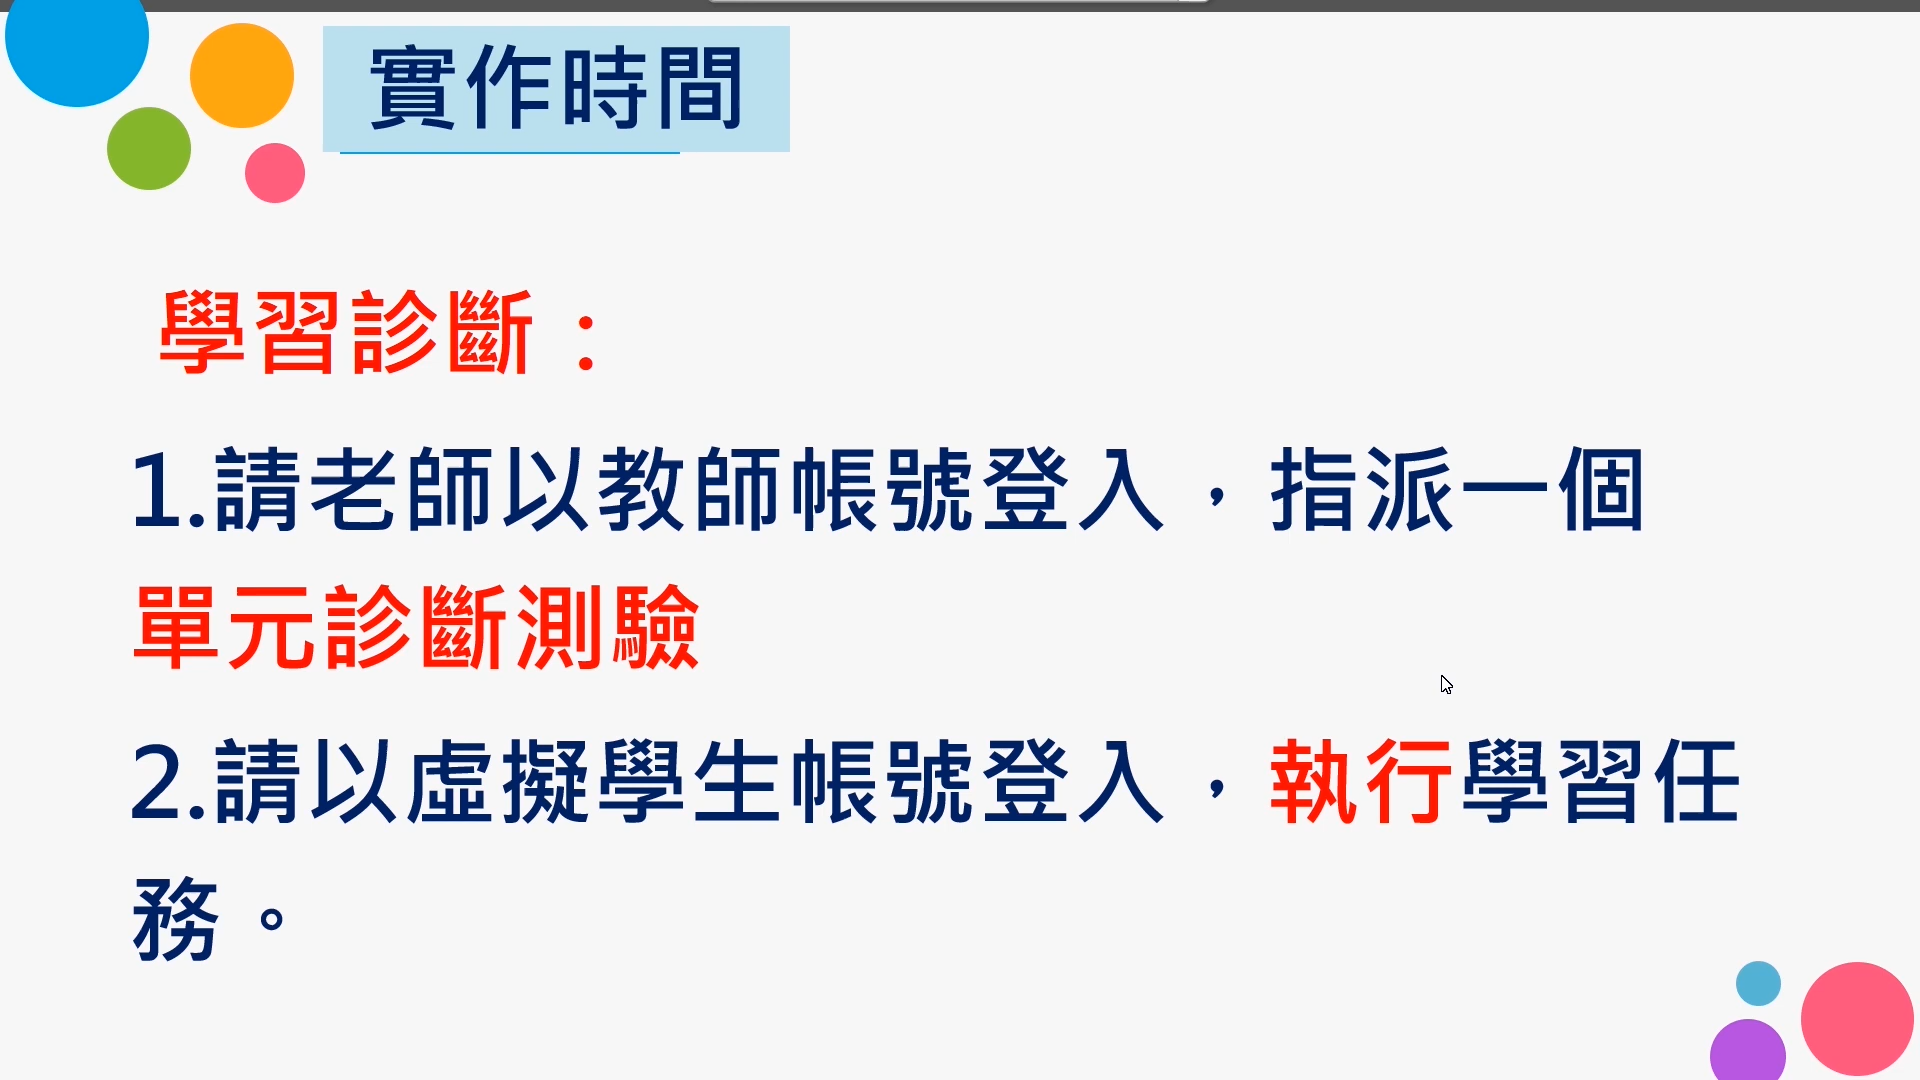 實作時間
學習診斷：
1.請老師以教師帳號登入，指派一個
單元診斷測驗
2.請以虛擬學生帳號登入，執行學習任
務。